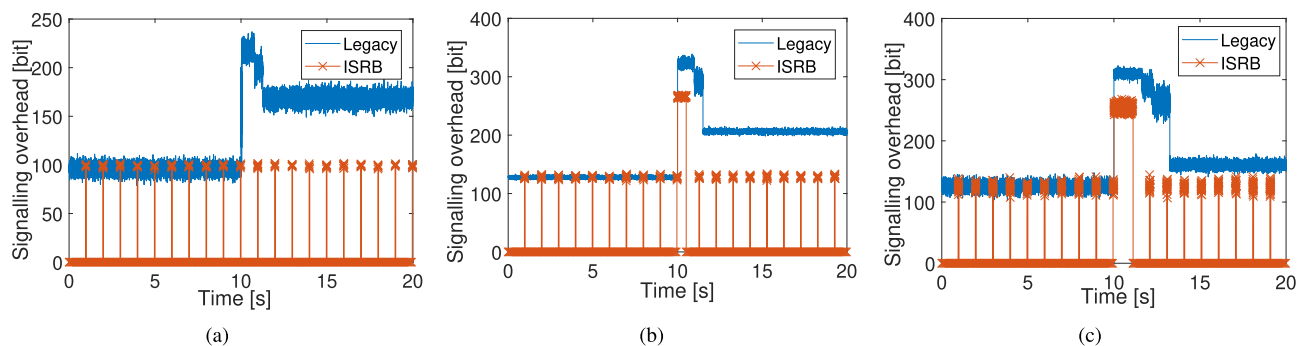 250
200
150
100
50
0
Signalling overhead [bit]
Legacy
ISRB
0 5 10 15 20
Time [s]
(a)
400
300
200
100
0
Signalling overhead [bit]
Legacy
ISRB
0 5 10 15 20
Time [s]
(b)
400
300
200
100
0
Signalling overhead [bit]
Legacy
ISRB
0 5 10 15 20
Time [s]
(c)